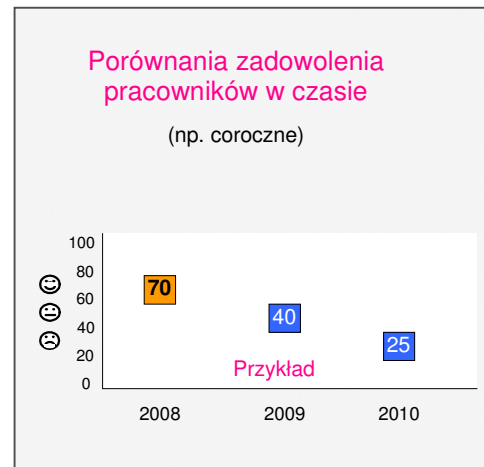 Porównania zadowolenia
pracowników w czasie
(np. coroczne)
100
80
60
40
20
0
70
40
25
Przykład
2008 2009 2010